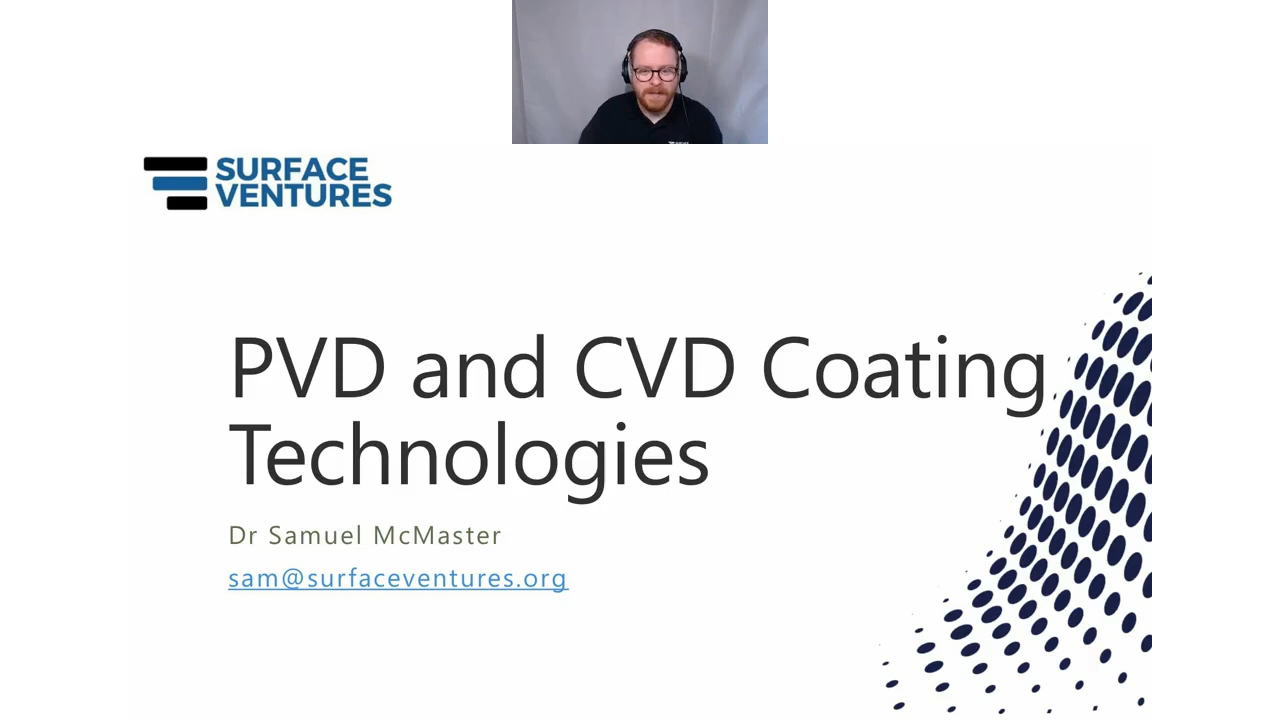 SURFACE
VENTURES
PVD and CVD Coating
Technologies
Dr Samuel McMaster
sam@surfaceventures.org